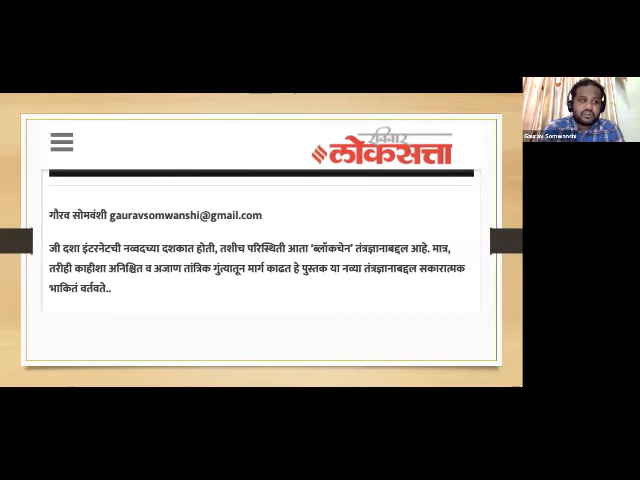 रविवार
लोकसत्ता
गौरव सोमवंशी gauravsomwanshi@gmail.com
जी दशा इंटरनेटची नव्वदच्या दशकात होती, तशीच परिस्थिती आता ‘ब्लॉकचेन’ तंत्रज्ञानाबद्दल आहे. मात्र,
तरीही काहीशा अनिश्चित व अजाण तांत्रिक गुंत्यातून मार्ग काढत हे पुस्तक या नव्या तंत्रज्ञानाबद्दल सकारात्मक
भाकितं वर्तवते..
Gaurav Somwanshi